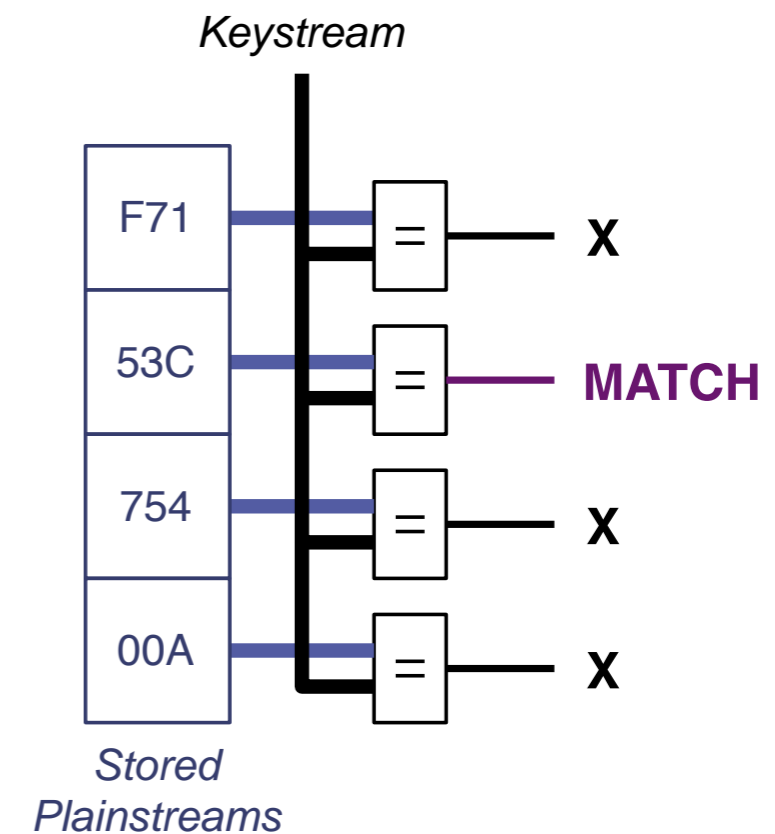 Keystream
F71
=
X
53C
=
MATCH
754
=
X
00A
=
X
Stored
Plainstreams